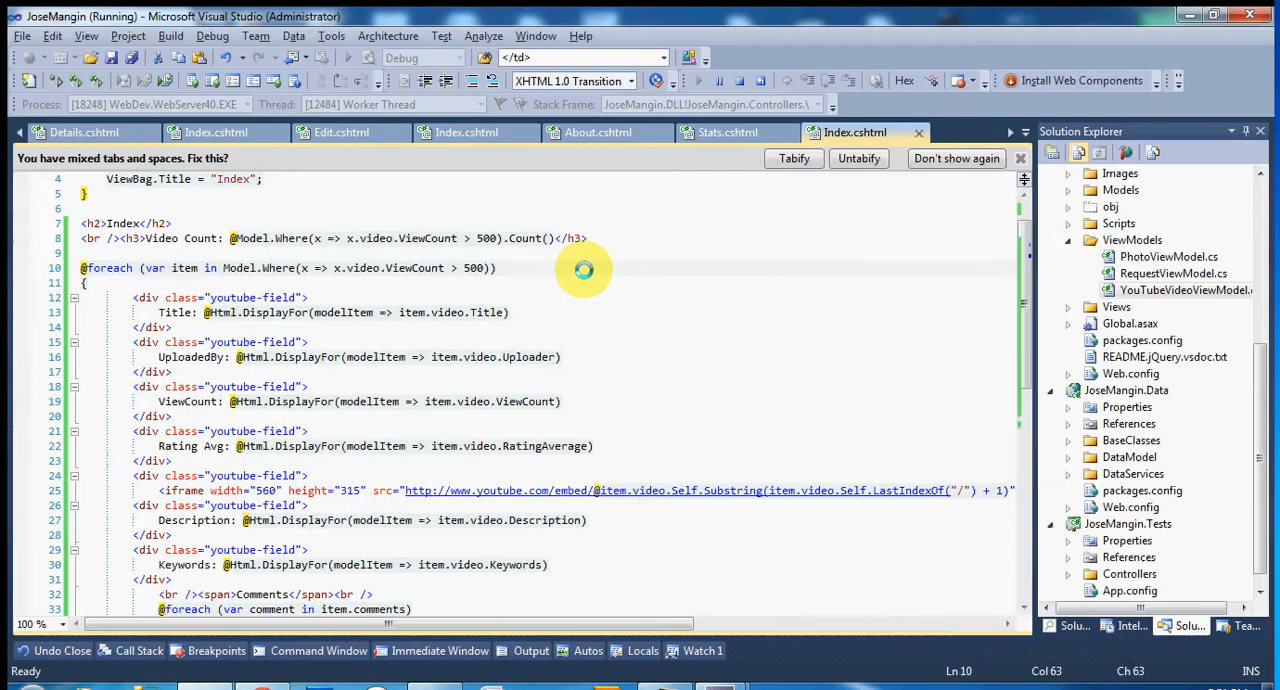 JoseMangin (Running) - Microsoft Visual Studio (Administrator)
File Edit View Project Build Debug Team Data Tools Architecture Test Analyze Window Help
Debug </td>
XHTML 1.0 Transition Hex Install Web Components
Process: [18248] WebDev.WebServer40.EXE Thread: [12484] Worker Thread Stack Frame: JoseMangin.DLL!JoseMangin.Controllers.\
Details.cshtml Index.cshtml Edit.cshtml Index.cshtml About.cshtml Stats.cshtml Index.cshtml
You have mixed tabs and spaces. Fix this? Tabify Untabify Don't show again
4 ViewBag.Title = "Index";
5 }
6
7 <h2>Index</h2>
8 <br /><h3>Video Count: @Model.Where(x => x.video.ViewCount > 500).Count()</h3>
9
10 @foreach (var item in Model.Where(x => x.video.ViewCount > 500))
11 {
12 <div class="youtube-field">
13 Title: @Html.DisplayFor(modelItem => item.video.Title)
14 </div>
15 <div class="youtube-field">
16 UploadedBy: @Html.DisplayFor(modelItem => item.video.Uploader)
17 </div>
18 <div class="youtube-field">
19 ViewCount: @Html.DisplayFor(modelItem => item.video.ViewCount)
20 </div>
21 <div class="youtube-field">
22 Rating Avg: @Html.DisplayFor(modelItem => item.video.RatingAverage)
23 </div>
24 <div class="youtube-field">
25 <iframe width="560" height="315" src="http://www.youtube.com/embed/@item.video.Self.Substring(item.video.Self.LastIndexOf("/") + 1)"
26 <div class="youtube-field">
27 Description: @Html.DisplayFor(modelItem => item.video.Description)
28 </div>
29 <div class="youtube-field">
30 Keywords: @Html.DisplayFor(modelItem => item.video.Keywords)
31 </div>
32 <br /><span>Comments</span><br />
33 @foreach (var comment in item.comments)
100 %
Solution Explorer
Images
Models
obj
Scripts
ViewModels
PhotoViewModel.cs
RequestViewModel.cs
YouTubeVideoViewModel.c
Views
Global.asax
packages.config
README.jQuery.vsdoc.txt
Web.config
JoseMangin.Data
Properties
References
BaseClasses
DataModel
DataServices
packages.config
Web.config
JoseMangin.Tests
Properties
References
Controllers
App.config
Solu... Intel... Solu... Tea...
Undo Close Call Stack Breakpoints Command Window Immediate Window Output Autos Locals Watch 1
Ready Ln 10 Col 63 Ch 63 INS